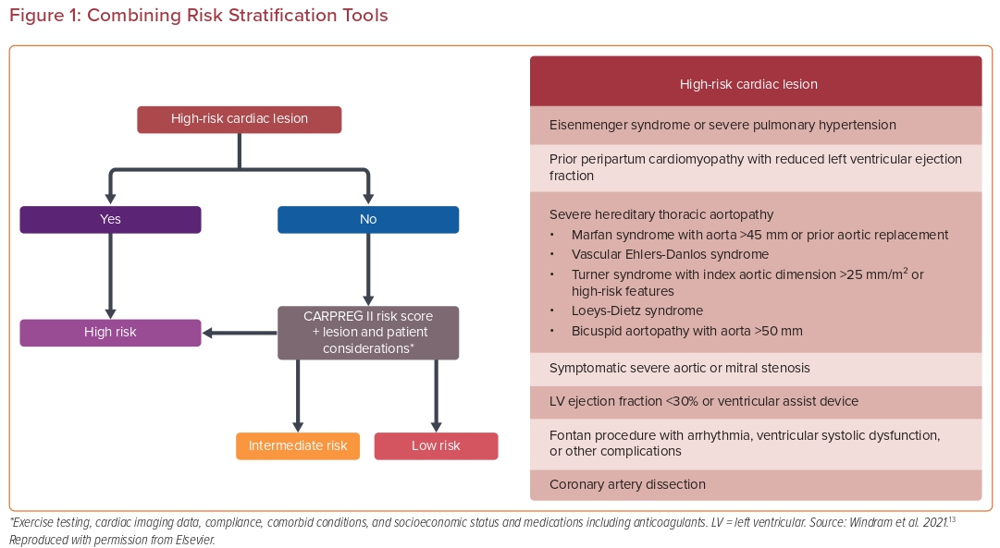 Figure 1: Combining Risk Stratification Tools
High-risk cardiac lesion
Yes
No
High risk
CARPREG II risk score
+ lesion and patient
considerations*
Intermediate risk
Low risk
High-risk cardiac lesion
Eisenmenger syndrome or severe pulmonary hypertension
Prior peripartum cardiomyopathy with reduced left ventricular ejection
fraction
Severe hereditary thoracic aortopathy
• Marfan syndrome with aorta >45 mm or prior aortic replacement
• Vascular Ehlers-Danlos syndrome
• Turner syndrome with index aortic dimension >25 mm/m² or
high-risk features
• Loeys-Dietz syndrome
• Bicuspid aortopathy with aorta >50 mm
Symptomatic severe aortic or mitral stenosis
LV ejection fraction <30% or ventricular assist device
Fontan procedure with arrhythmia, ventricular systolic dysfunction,
or other complications
Coronary artery dissection
*Exercise testing, cardiac imaging data, compliance, comorbid conditions, and socioeconomic status and medications including anticoagulants. LV = left ventricular. Source: Windram et al. 2021.¹³
Reproduced with permission from Elsevier.